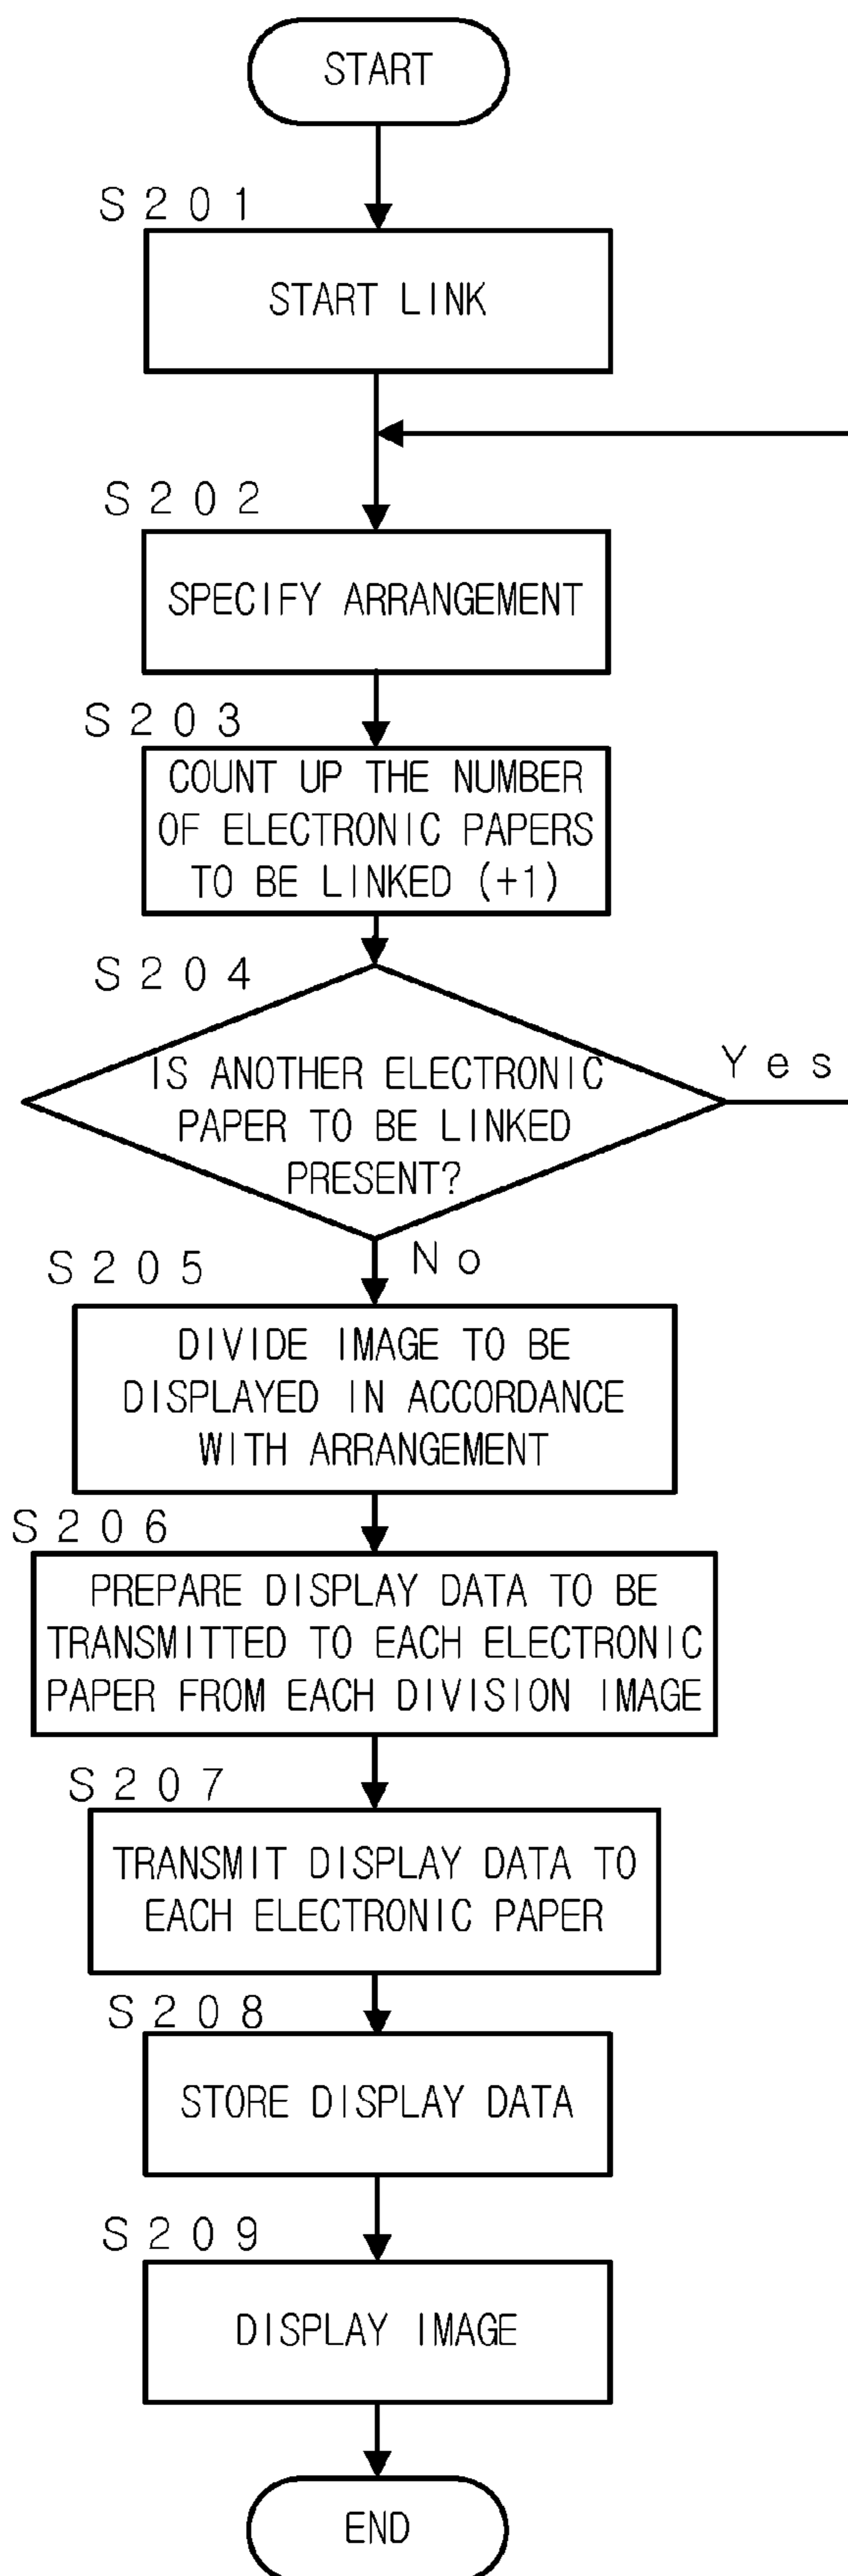 START
S201
START LINK
S202
SPECIFY ARRANGEMENT
S203
COUNT UP THE NUMBER
OF ELECTRONIC PAPERS
TO BE LINKED (+1)
S204
IS ANOTHER ELECTRONIC
PAPER TO BE LINKED
PRESENT?
Yes
No
S205
DIVIDE IMAGE TO BE
DISPLAYED IN ACCORDANCE
WITH ARRANGEMENT
S206
PREPARE DISPLAY DATA TO BE
TRANSMITTED TO EACH ELECTRONIC
PAPER FROM EACH DIVISION IMAGE
S207
TRANSMIT DISPLAY DATA TO
EACH ELECTRONIC PAPER
S208
STORE DISPLAY DATA
S209
DISPLAY IMAGE
END